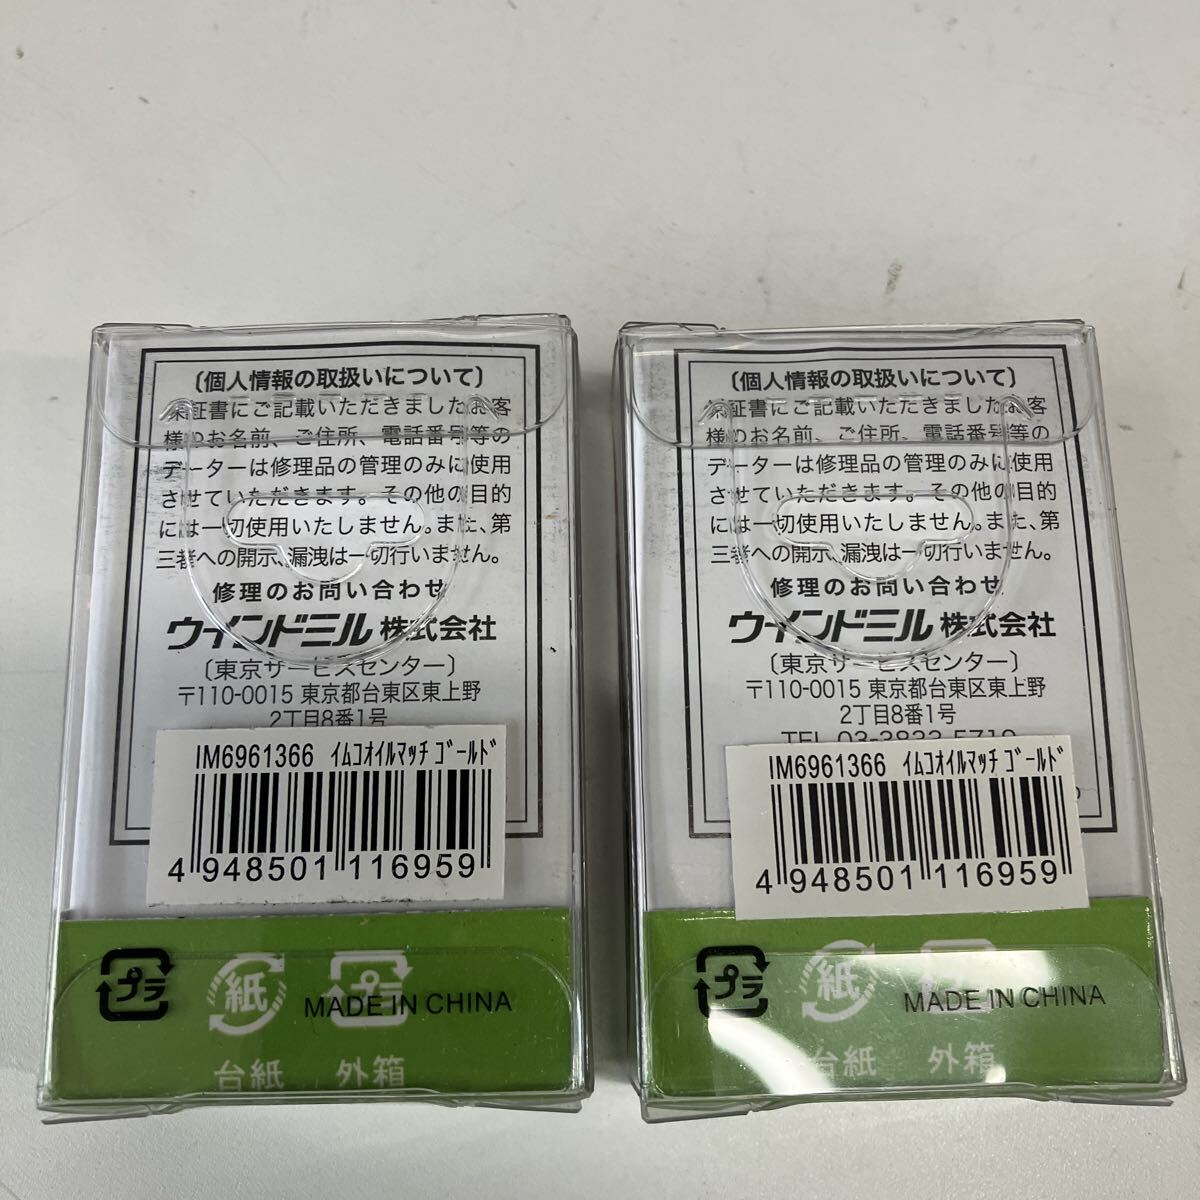 〔個人情報の取扱いについて〕
保証書にご記載いただきましたお客
様のお名前、ご住所、電話番号等の
データーは修理品の管理のみに使用
させていただきます。その他の目的
には一切使用いたしません。また、第
三者への開示、漏洩は一切行いません。
修理のお問い合わせ
ウインドミル株式会社
〔東京サービスセンター〕
〒110-0015 東京都台東区東上野
2丁目8番1号
IM6961366 ｲﾑｺｵｲﾙﾏｯﾁ ｺﾞｰﾙﾄﾞ
4 948501 116959
プラ
紙
プラ
MADE IN CHINA
台紙
外箱
〔個人情報の取扱いについて〕
保証書にご記載いただきましたお客
様のお名前、ご住所、電話番号等の
データーは修理品の管理のみに使用
させていただきます。その他の目的
には一切使用いたしません。また、第
三者への開示、漏洩は一切行いません。
修理のお問い合わせ
ウインドミル株式会社
〔東京サービスセンター〕
〒110-0015 東京都台東区東上野
2丁目8番1号
TEL 03-3833-5719
IM6961366 ｲﾑｺｵｲﾙﾏｯﾁ ｺﾞｰﾙﾄﾞ
4 948501 116959
プラ
紙
MADE IN CHINA
台紙
外箱